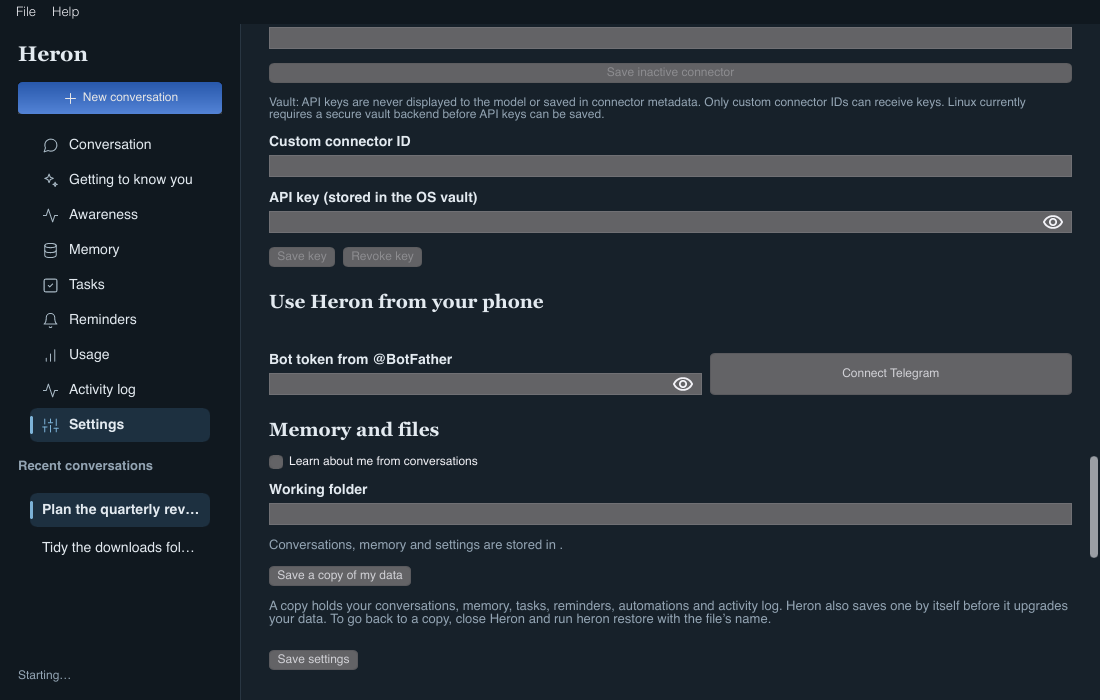 File Help
Heron
New conversation
Conversation
Getting to know you
Awareness
Memory
Tasks
Reminders
Usage
Activity log
Settings
Recent conversations
Plan the quarterly rev…
Tidy the downloads fol…
Starting…
Save inactive connector
Vault: API keys are never displayed to the model or saved in connector metadata. Only custom connector IDs can receive keys. Linux currently
requires a secure vault backend before API keys can be saved.
Custom connector ID
API key (stored in the OS vault)
Save key Revoke key
Use Heron from your phone
Bot token from @BotFather
Connect Telegram
Memory and files
Learn about me from conversations
Working folder
Conversations, memory and settings are stored in .
Save a copy of my data
A copy holds your conversations, memory, tasks, reminders, automations and activity log. Heron also saves one by itself before it upgrades
your data. To go back to a copy, close Heron and run heron restore with the file’s name.
Save settings